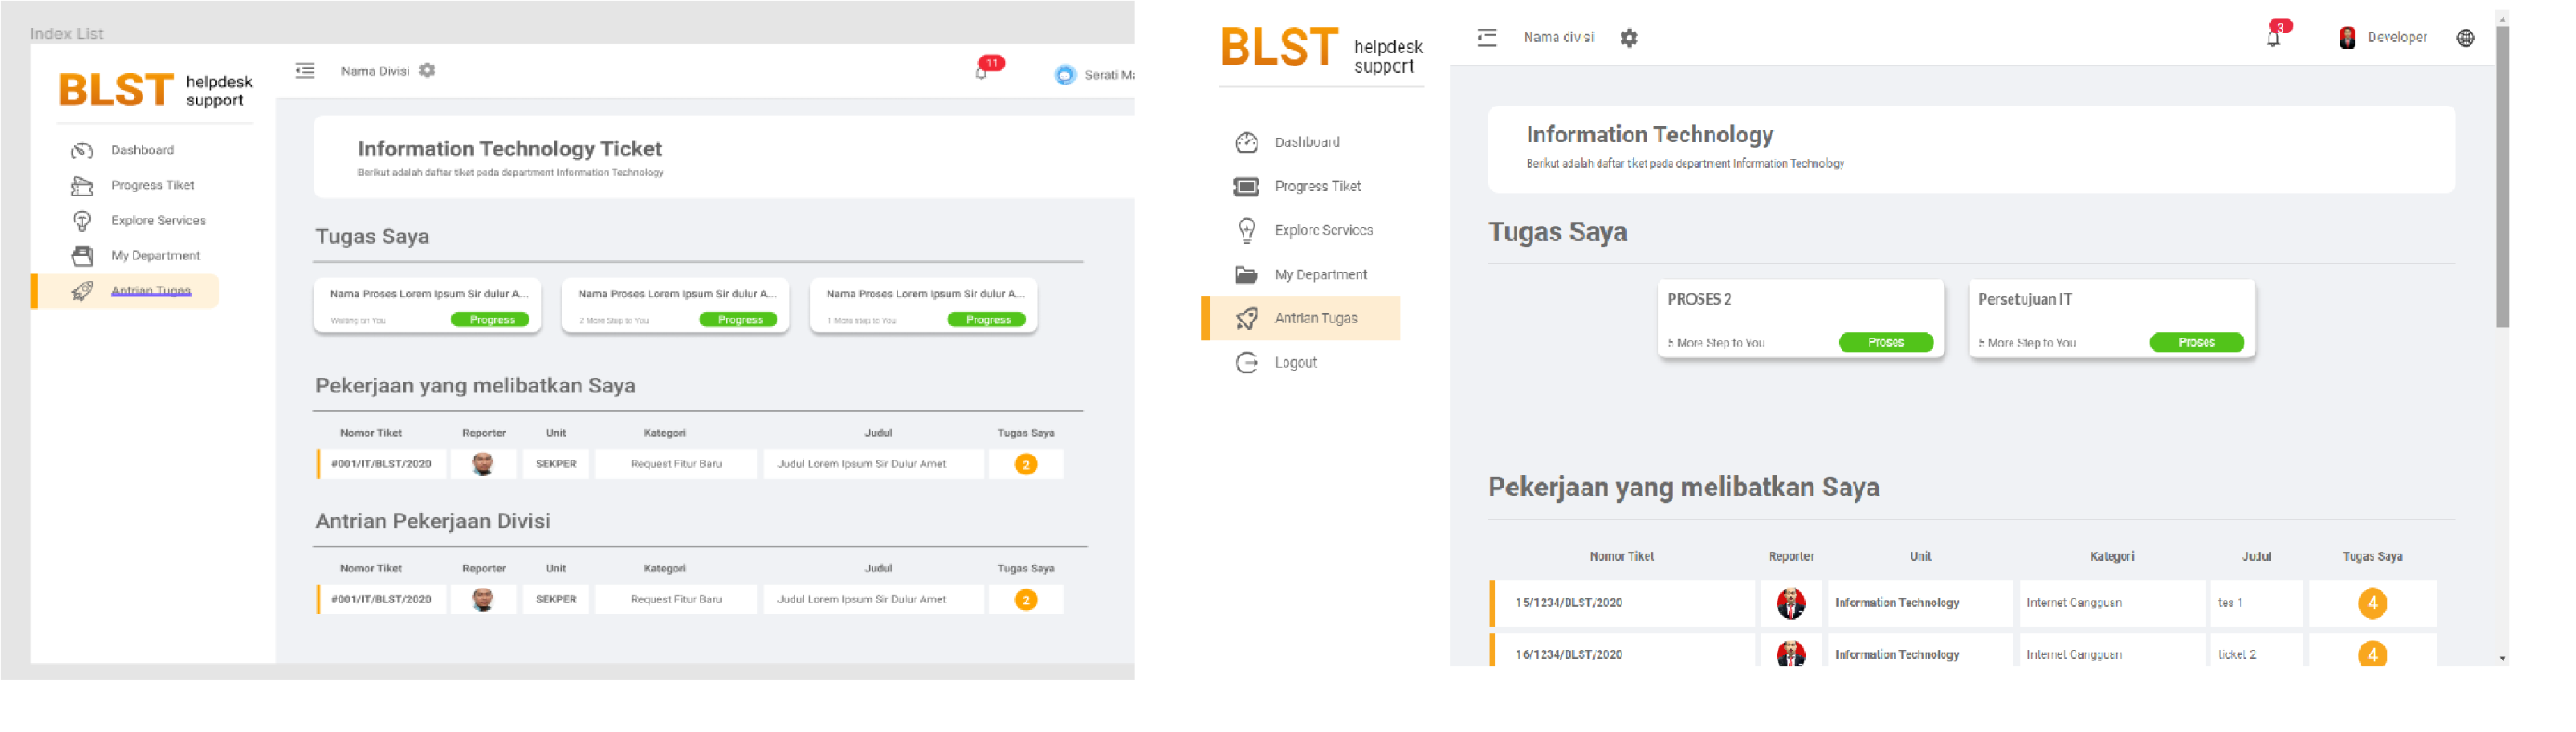 Index List
BLST helpdesk support
Nama Divisi
11
Serati Ma
Dashboard
Progress Tiket
Explore Services
My Department
Antrian Tugas
Information Technology Ticket
Berikut adalah daftar tiket pada department Information Technology
Tugas Saya
Nama Proses Lorem Ipsum Sir dulur A...
Waiting on You
Progress
Nama Proses Lorem Ipsum Sir dulur A...
2 More Step to You
Progress
Nama Proses Lorem Ipsum Sir dulur A...
1 More step to You
Progress
Pekerjaan yang melibatkan Saya
Nomor Tiket Reporter Unit Kategori Judul Tugas Saya
#001/IT/BLST/2020 SEKPER Request Fitur Baru Judul Lorem Ipsum Sir Dulur Amet 2
Antrian Pekerjaan Divisi
Nomor Tiket Reporter Unit Kategori Judul Tugas Saya
#001/IT/BLST/2020 SEKPER Request Fitur Baru Judul Lorem Ipsum Sir Dulur Amet 2
BLST helpdesk support
Nama divisi
3
Developer
Dashboard
Progress Tiket
Explore Services
My Department
Antrian Tugas
Logout
Information Technology
Berikut adalah daftar tiket pada department Information Technology
Tugas Saya
PROSES 2
5 More Step to You
Proses
Persetujuan IT
5 More Step to You
Proses
Pekerjaan yang melibatkan Saya
Nomor Tiket Reporter Unit Kategori Judul Tugas Saya
15/1234/BLST/2020 Information Technology Internet Gangguan tes 1 4
16/1234/BLST/2020 Information Technology Internet Gangguan ticket 2 4